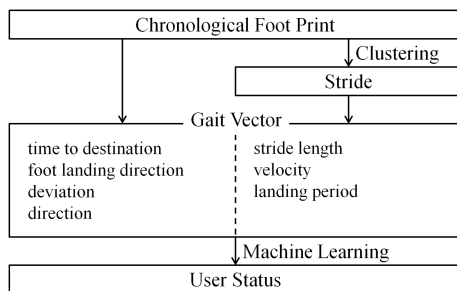 Chronological Foot Print
Clustering
Stride
Gait Vector
time to destination
foot landing direction
deviation
direction
stride length
velocity
landing period
Machine Learning
User Status